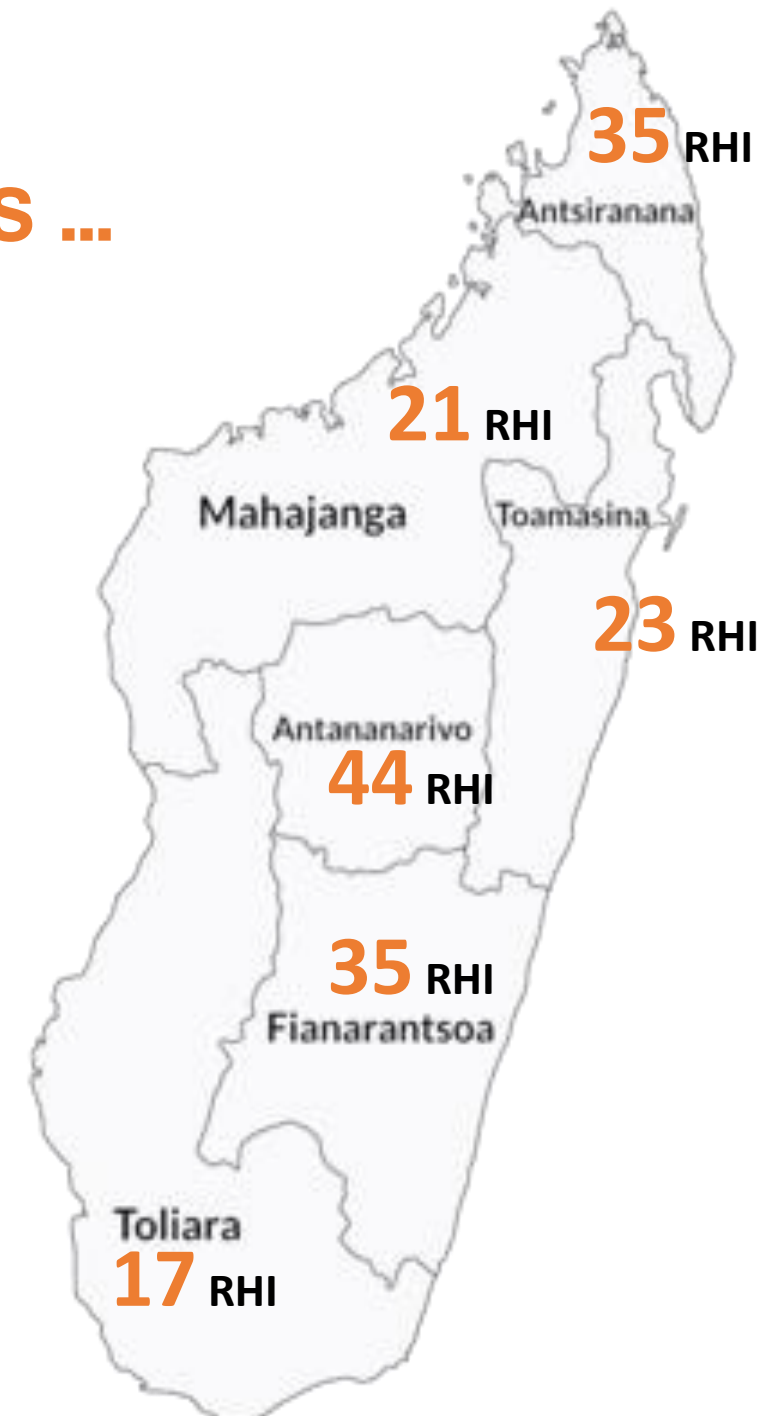 35 RHI
Antsiranana
s ...
21 RHI
Mahajanga
Toamasina
23 RHI
Antananarivo
44 RHI
35 RHI
Fianarantsoa
Toliara
17 RHI